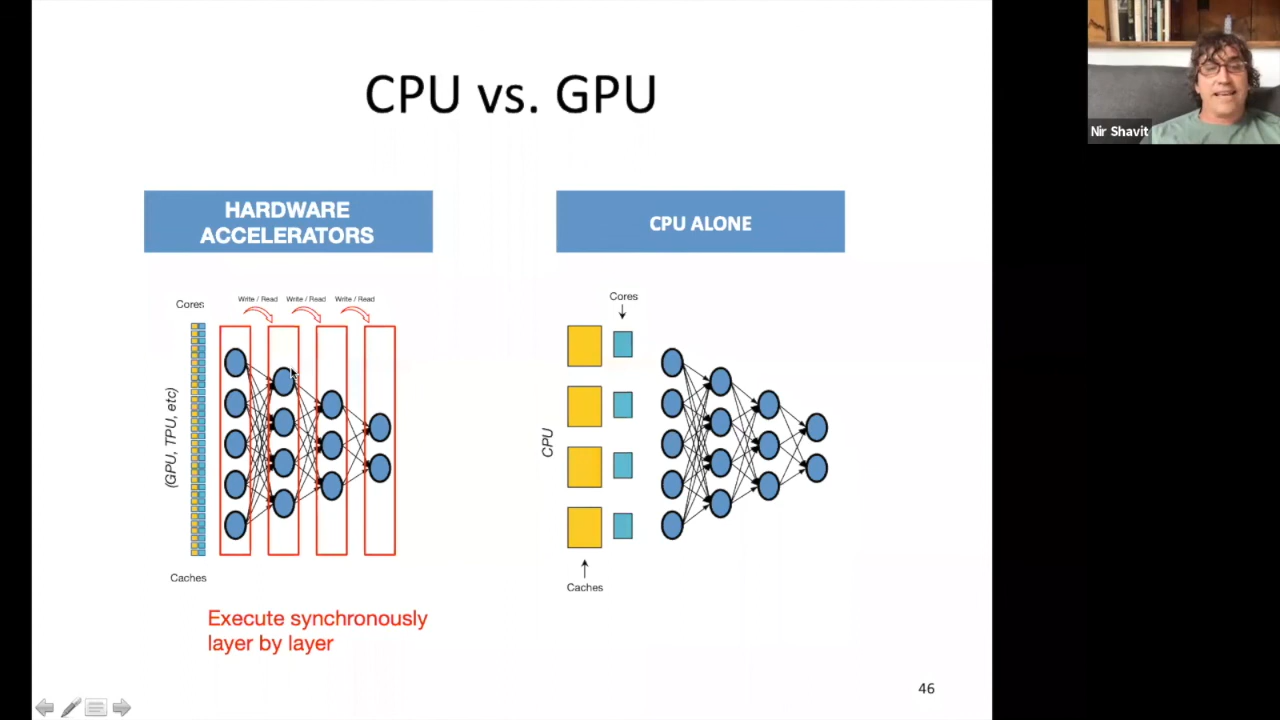 CPU vs. GPU
Nir Shavit
HARDWARE
ACCELERATORS
CPU ALONE
Cores
Write / Read
Write / Read
Write / Read
(GPU, TPU, etc)
Caches
Execute synchronously
layer by layer
Cores
CPU
Caches
46